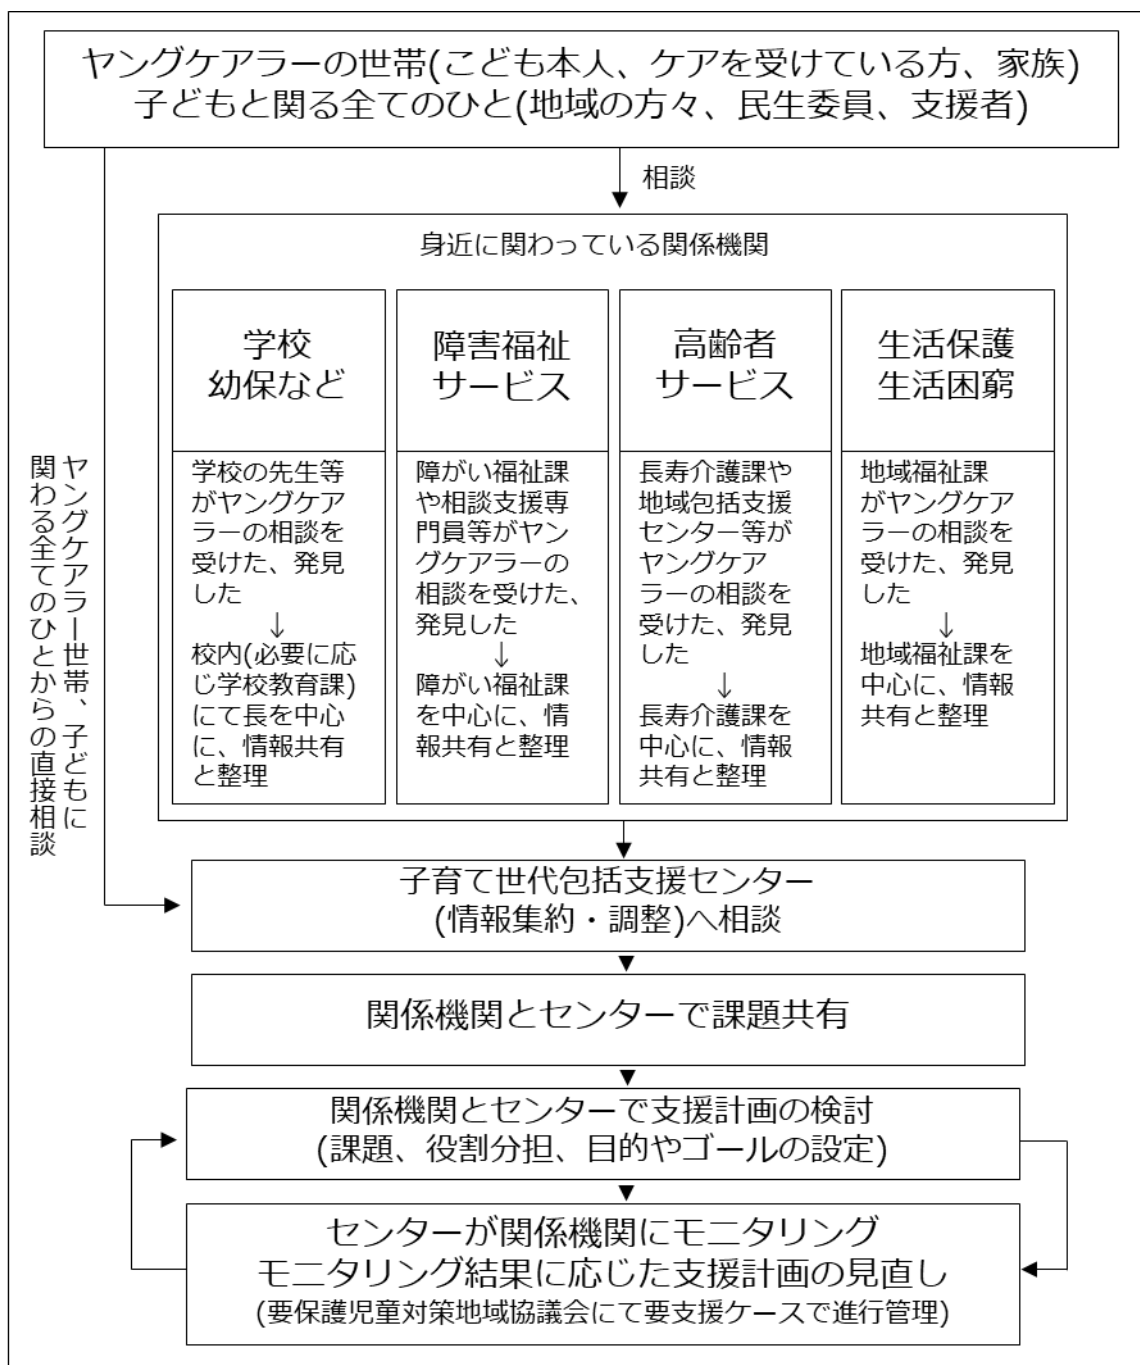 ヤングケアラーの世帯(こども本人、ケアを受けている方、家族)
子どもと関る全てのひと(地域の方々、民生委員、支援者)
相談
身近に関わっている関係機関
学校
幼保など
学校の先生等
がヤングケア
ラーの相談を
受けた、発見
した
↓
校内(必要に応
じ学校教育課)
にて長を中心
に、情報共有
と整理
障害福祉
サービス
障がい福祉課
や相談支援専
門員等がヤン
グケアラーの
相談を受けた、
発見した
↓
障がい福祉課
を中心に、情
報共有と整理
高齢者
サービス
長寿介護課や
地域包括支援
センター等が
ヤングケア
ラーの相談を
受けた、発見
した
↓
長寿介護課を
中心に、情報
共有と整理
生活保護
生活困窮
地域福祉課
がヤングケア
ラーの相談を
受けた、発見
した
↓
地域福祉課を
中心に、情報
共有と整理
ヤングケアラー世帯、子どもに
関わる全てのひとからの直接相談
子育て世代包括支援センター
(情報集約・調整)へ相談
関係機関とセンターで課題共有
関係機関とセンターで支援計画の検討
(課題、役割分担、目的やゴールの設定)
センターが関係機関にモニタリング
モニタリング結果に応じた支援計画の見直し
(要保護児童対策地域協議会にて要支援ケースで進行管理)